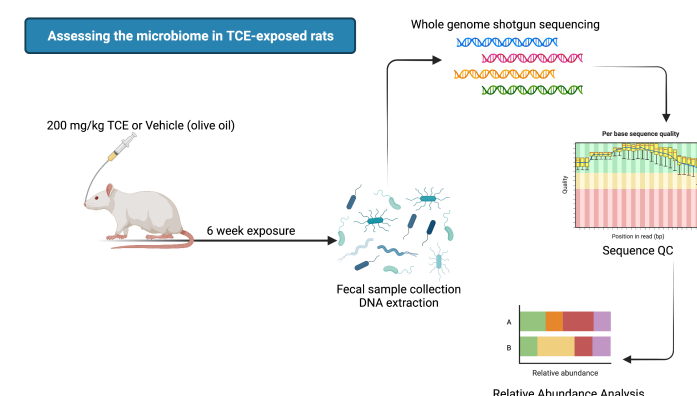 Assessing the microbiome in TCE-exposed rats
Whole genome shotgun sequencing
200 mg/kg TCE or Vehicle (olive oil)
6 week exposure
Fecal sample collection
DNA extraction
Per base sequence quality
Quality
Position in read (bp)
Sequence QC
A
B
Relative abundance
Relative Abundance Analysis